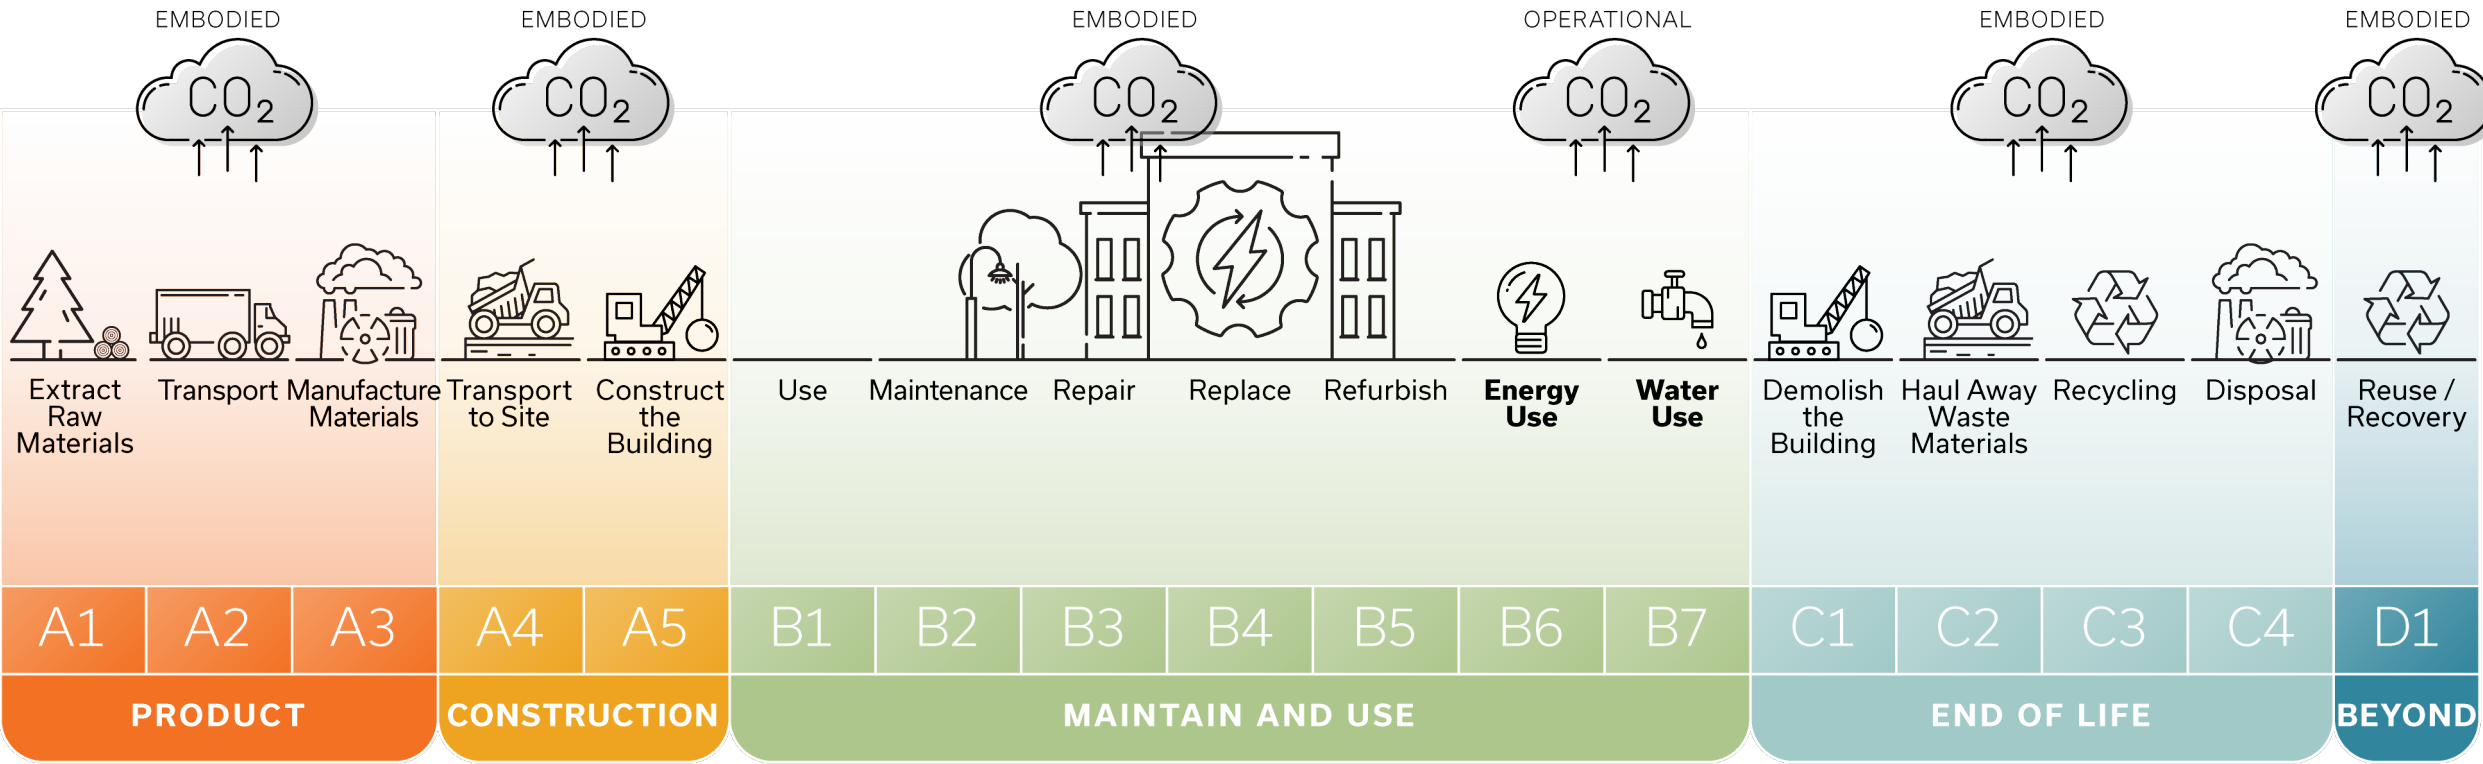 EMBODIED
EMBODIED
EMBODIED
OPERATIONAL
EMBODIED
EMBODIED
CO2
CO2
CO2
CO2
CO2
CO2
Extract
Raw
Materials
Transport
Manufacture
Materials
Transport
to Site
Construct
the
Building
Use
Maintenance
Repair
Replace
Refurbish
Energy
Use
Water
Use
Demolish
the
Building
Haul Away
Waste
Materials
Recycling
Disposal
Reuse /
Recovery
A1
A2
A3
A4
A5
B1
B2
B3
B4
B5
B6
B7
C1
C2
C3
C4
D1
PRODUCT
CONSTRUCTION
MAINTAIN AND USE
END OF LIFE
BEYOND